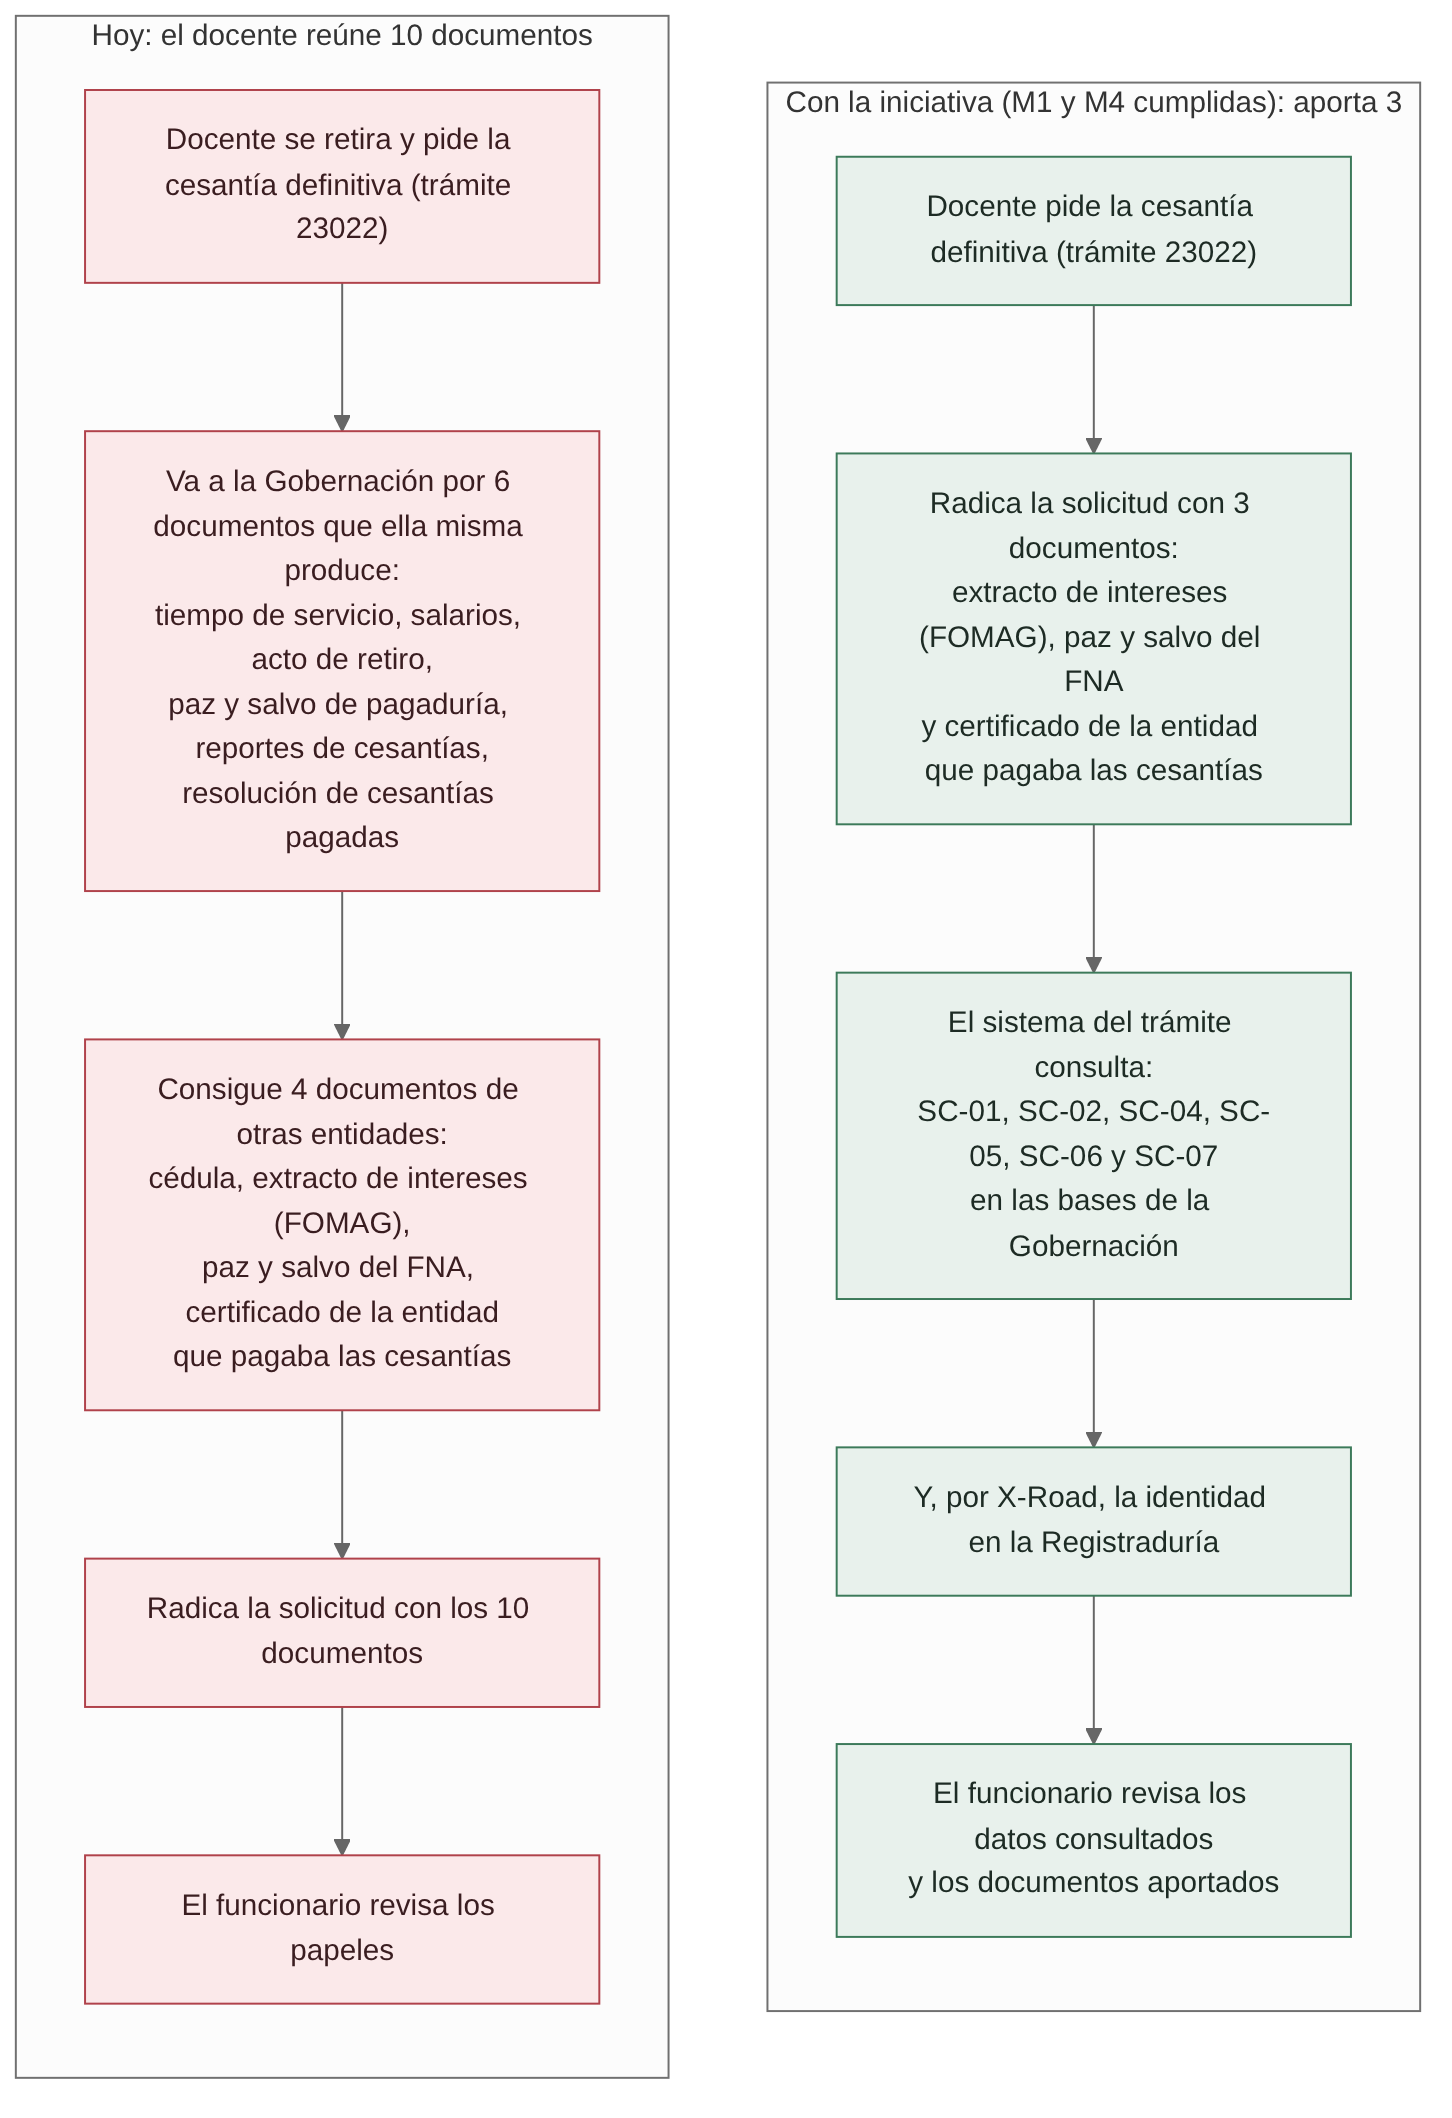 Hoy: el docente reúne 10 documentos
Docente se retira y pide la
cesantía definitiva (trámite
23022)
Va a la Gobernación por 6
documentos que ella misma
produce:
tiempo de servicio, salarios,
acto de retiro,
paz y salvo de pagaduría,
reportes de cesantías,
resolución de cesantías
pagadas
Consigue 4 documentos de
otras entidades:
cédula, extracto de intereses
(FOMAG),
paz y salvo del FNA,
certificado de la entidad
que pagaba las cesantías
Radica la solicitud con los 10
documentos
El funcionario revisa los
papeles
Con la iniciativa (M1 y M4 cumplidas): aporta 3
Docente pide la cesantía
definitiva (trámite 23022)
Radica la solicitud con 3
documentos:
extracto de intereses
(FOMAG), paz y salvo del
FNA
y certificado de la entidad
que pagaba las cesantías
El sistema del trámite
consulta:
SC-01, SC-02, SC-04, SC-
05, SC-06 y SC-07
en las bases de la
Gobernación
Y, por X-Road, la identidad
en la Registraduría
El funcionario revisa los
datos consultados
y los documentos aportados